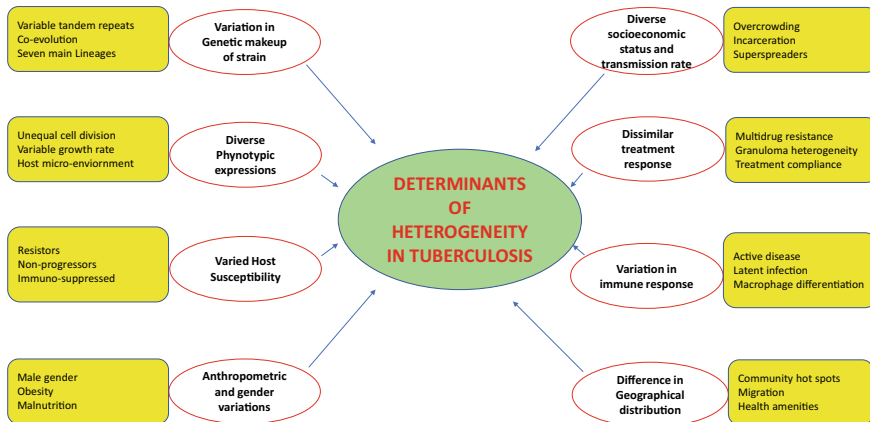 Variable tandem repeats
Co-evolution
Seven main Lineages
Variation in
Genetic makeup
of strain
Diverse
socioeconomic
status and
transmission rate
Overcrowding
Incarceration
Superspreaders
Unequal cell division
Variable growth rate
Host micro-enviornment
Diverse
Phynotypic
expressions
Dissimilar
treatment
response
Multidrug resistance
Granuloma heterogeneity
Treatment compliance
DETERMINANTS
OF
HETEROGENEITY
IN TUBERCULOSIS
Resistors
Non-progressors
Immuno-suppressed
Varied Host
Susceptibility
Variation in
immune response
Active disease
Latent infection
Macrophage differentiation
Male gender
Obesity
Malnutrition
Anthropometric
and gender
variations
Difference in
Geographical
distribution
Community hot spots
Migration
Health amenities